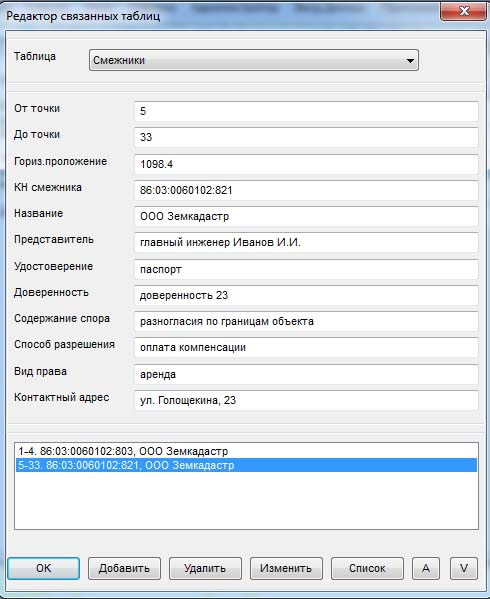 Редактор связанных таблиц
Таблица Смежники
От точки 5
До точки 33
Гориз.проложение 1098.4
КН смежника 86:03:0060102:821
Название ООО Земкадастр
Представитель главный инженер Иванов И.И.
Удостоверение паспорт
Доверенность доверенность 23
Содержание спора разногласия по границам объекта
Способ разрешения оплата компенсации
Вид права аренда
Контактный адрес ул. Голощекина, 23
1-4. 86:03:0060102:803, ООО Земкадастр
5-33. 86:03:0060102:821, ООО Земкадастр
OK Добавить Удалить Изменить Список Λ V